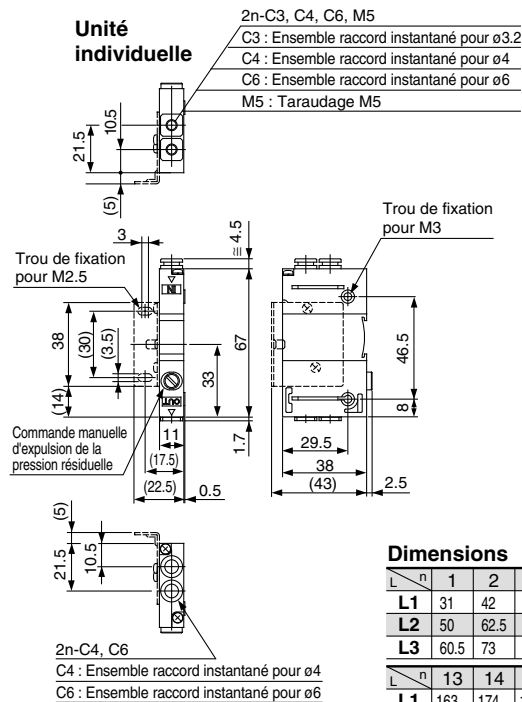 Unité
individuelle
2n-C3, C4, C6, M5
C3 : Ensemble raccord instantané pour ø3.2
C4 : Ensemble raccord instantané pour ø4
C6 : Ensemble raccord instantané pour ø6
M5 : Taraudage M5
21.5
10.5
(5)
Trou de fixation
pour M3
3
≅ 4.5
Trou de fixation
pour M2.5
IN
38
(30)
(3.5)
(14)
67
33
46.5
8
OUT
Commande manuelle
d'expulsion de la
pression résiduelle
11
1.7
(17.5)
(22.5)
0.5
29.5
38
(43)
2.5
(5)
21.5
10.5
2n-C4, C6
C4 : Ensemble raccord instantané pour ø4
C6 : Ensemble raccord instantané pour ø6
Dimensions
L n 1 2
L1 31 42
L2 50 62.5
L3 60.5 73
L n 13 14
L1 163 174